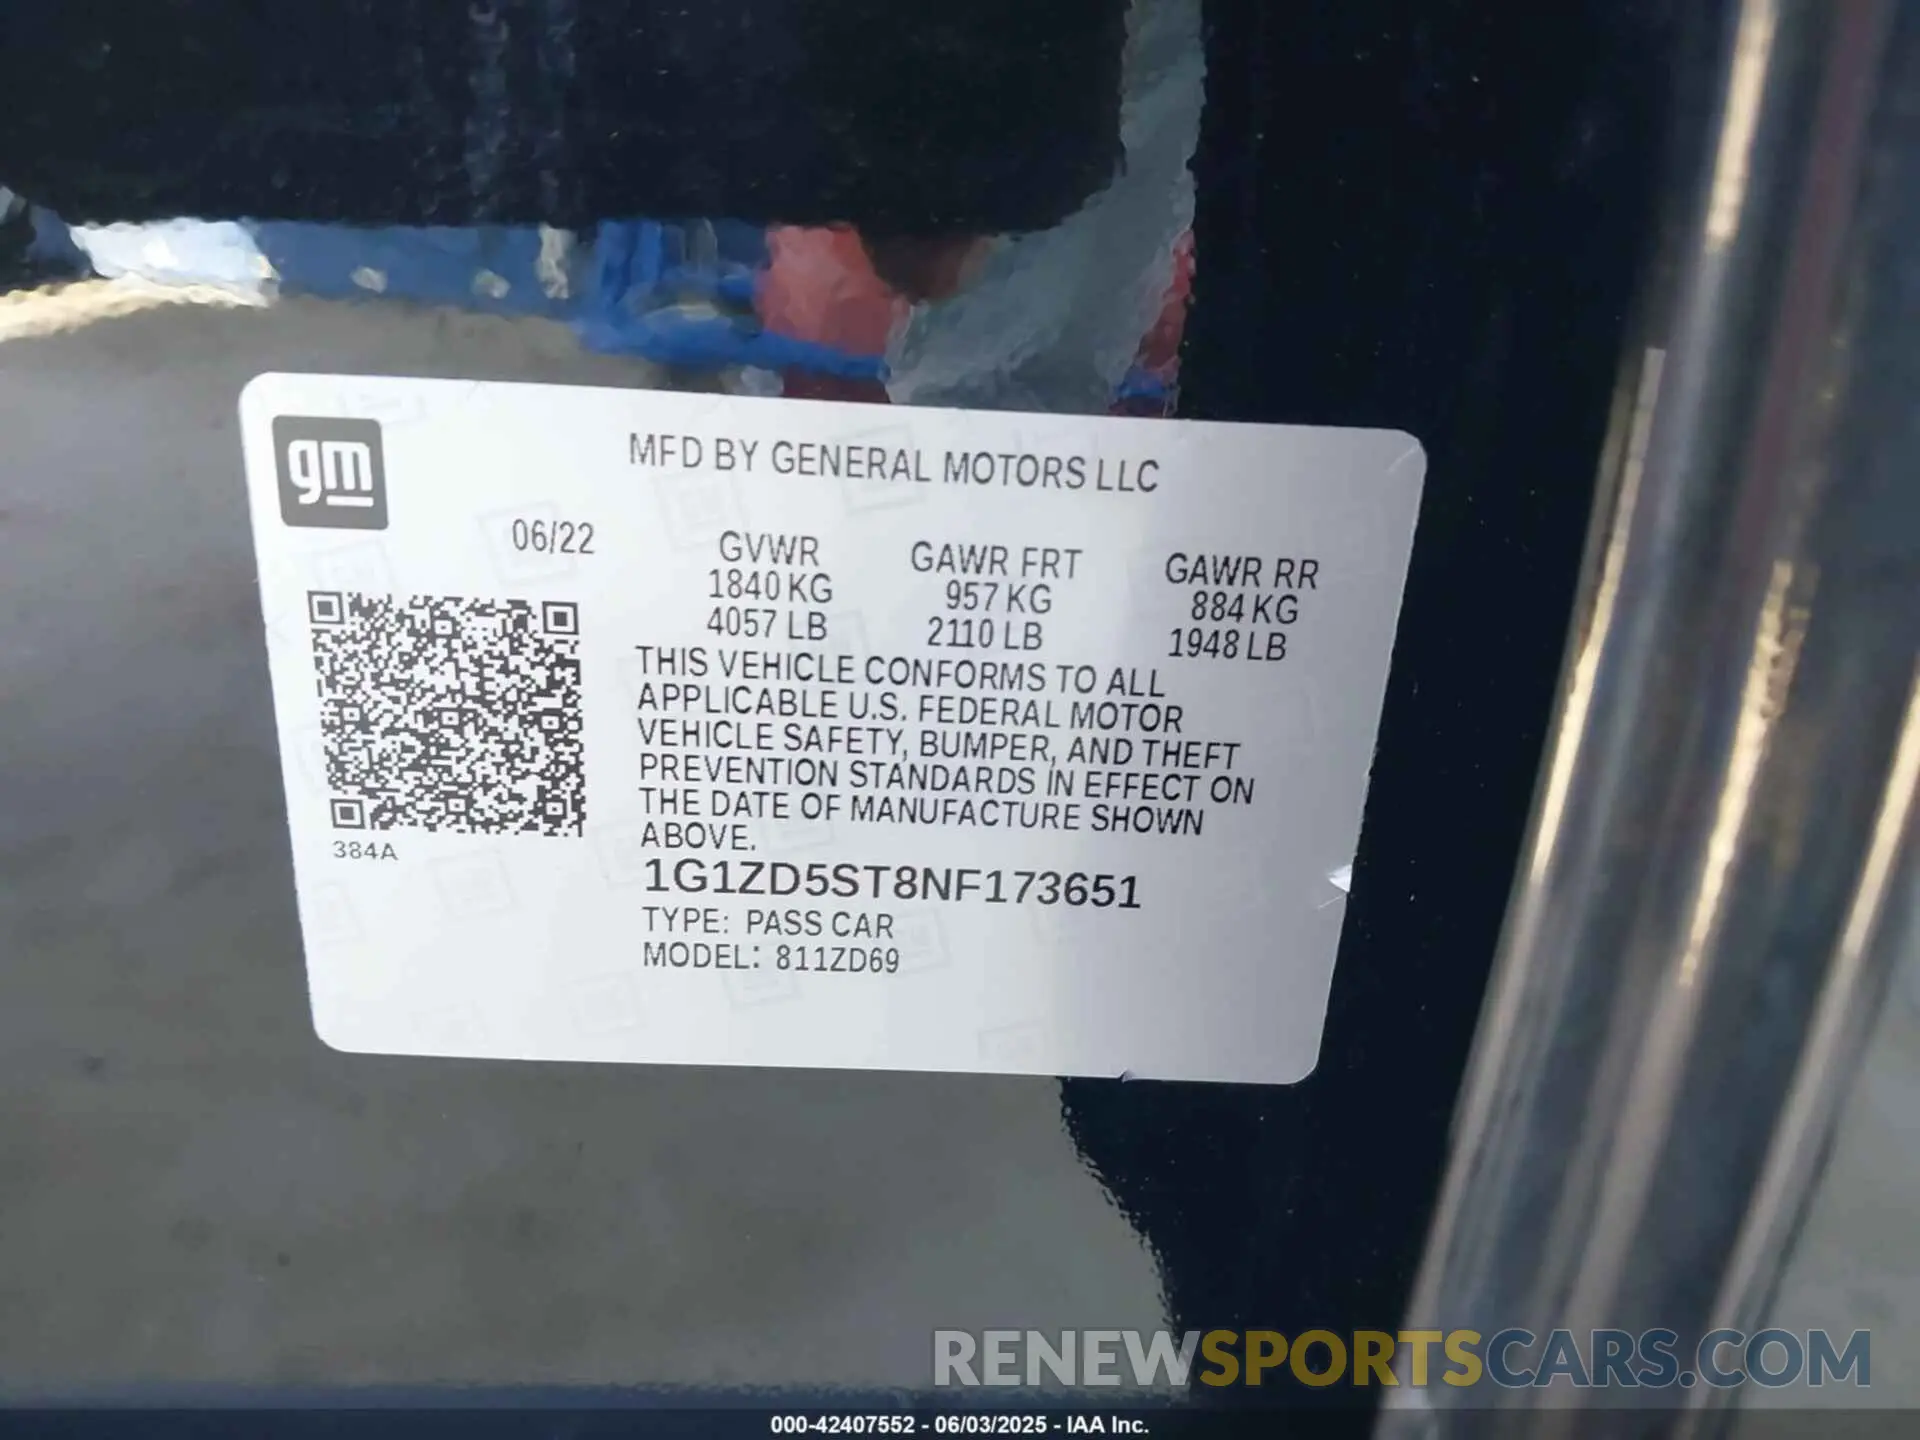 gm
MFD BY GENERAL MOTORS LLC
06/22
GVWR GAWR FRT GAWR RR
1840 KG 957 KG 884 KG
4057 LB 2110 LB 1948 LB
THIS VEHICLE CONFORMS TO ALL
APPLICABLE U.S. FEDERAL MOTOR
VEHICLE SAFETY, BUMPER, AND THEFT
PREVENTION STANDARDS IN EFFECT ON
THE DATE OF MANUFACTURE SHOWN
ABOVE.
384A
1G1ZD5ST8NF173651
TYPE: PASS CAR
MODEL: 811ZD69
RENEWSPORTSCARS.COM
000-42407552 - 06/03/2025 - IAA Inc.